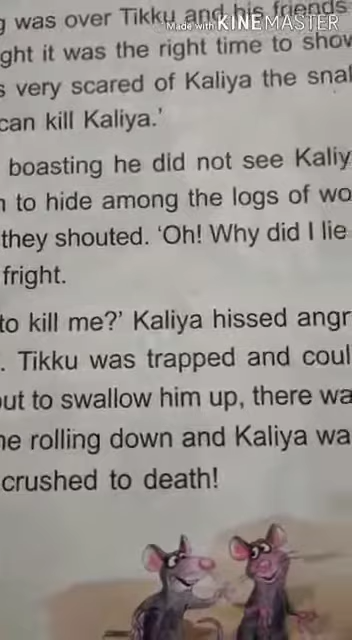 was over Tikku and his friends
Made with KINEMASTER
ght it was the right time to show
s very scared of Kaliya the sna
can kill Kaliya.'
boasting he did not see Kaliy
to hide among the logs of wo
they shouted. 'Oh! Why did I lie
fright.
to kill me?' Kaliya hissed angr
. Tikku was trapped and coul
out to swallow him up, there wa
ne rolling down and Kaliya wa
crushed to death!